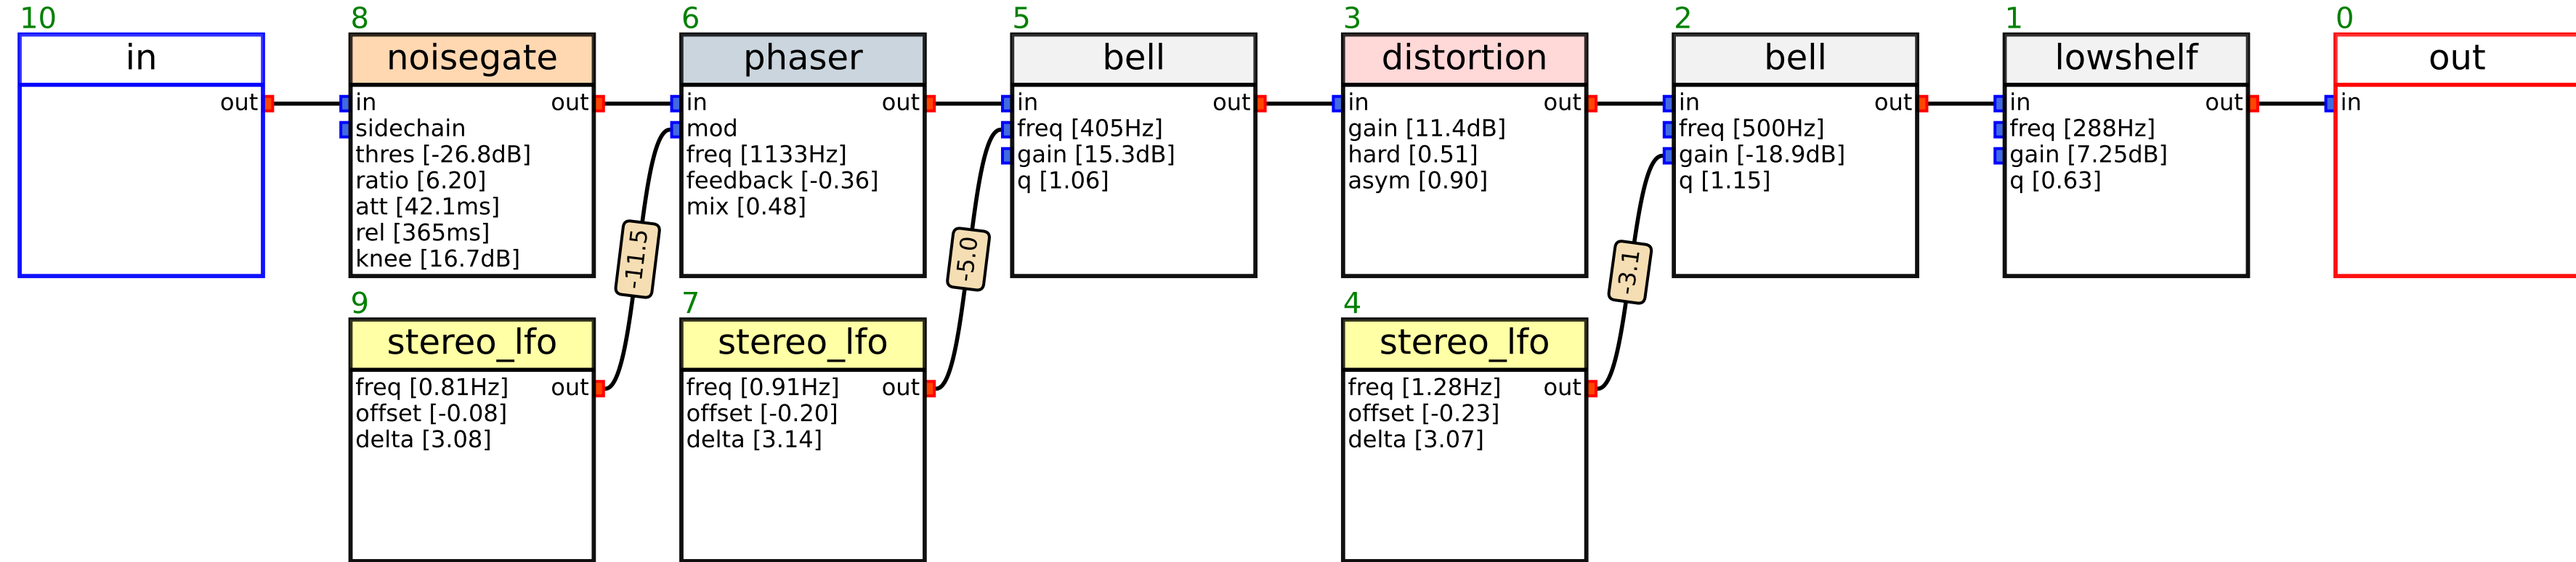 10
in
out
8
noisegate
in out
sidechain
thres [-26.8dB]
ratio [6.20]
att [42.1ms]
rel [365ms]
knee [16.7dB]
6
phaser
in out
mod
freq [1133Hz]
feedback [-0.36]
mix [0.48]
5
bell
in out
freq [405Hz]
gain [15.3dB]
q [1.06]
3
distortion
in out
gain [11.4dB]
hard [0.51]
asym [0.90]
2
bell
in out
freq [500Hz]
gain [-18.9dB]
q [1.15]
1
lowshelf
in out
freq [288Hz]
gain [7.25dB]
q [0.63]
0
out
in
-11.5
-5.0
-3.1
9
stereo_lfo
freq [0.81Hz] out
offset [-0.08]
delta [3.08]
7
stereo_lfo
freq [0.91Hz] out
offset [-0.20]
delta [3.14]
4
stereo_lfo
freq [1.28Hz] out
offset [-0.23]
delta [3.07]